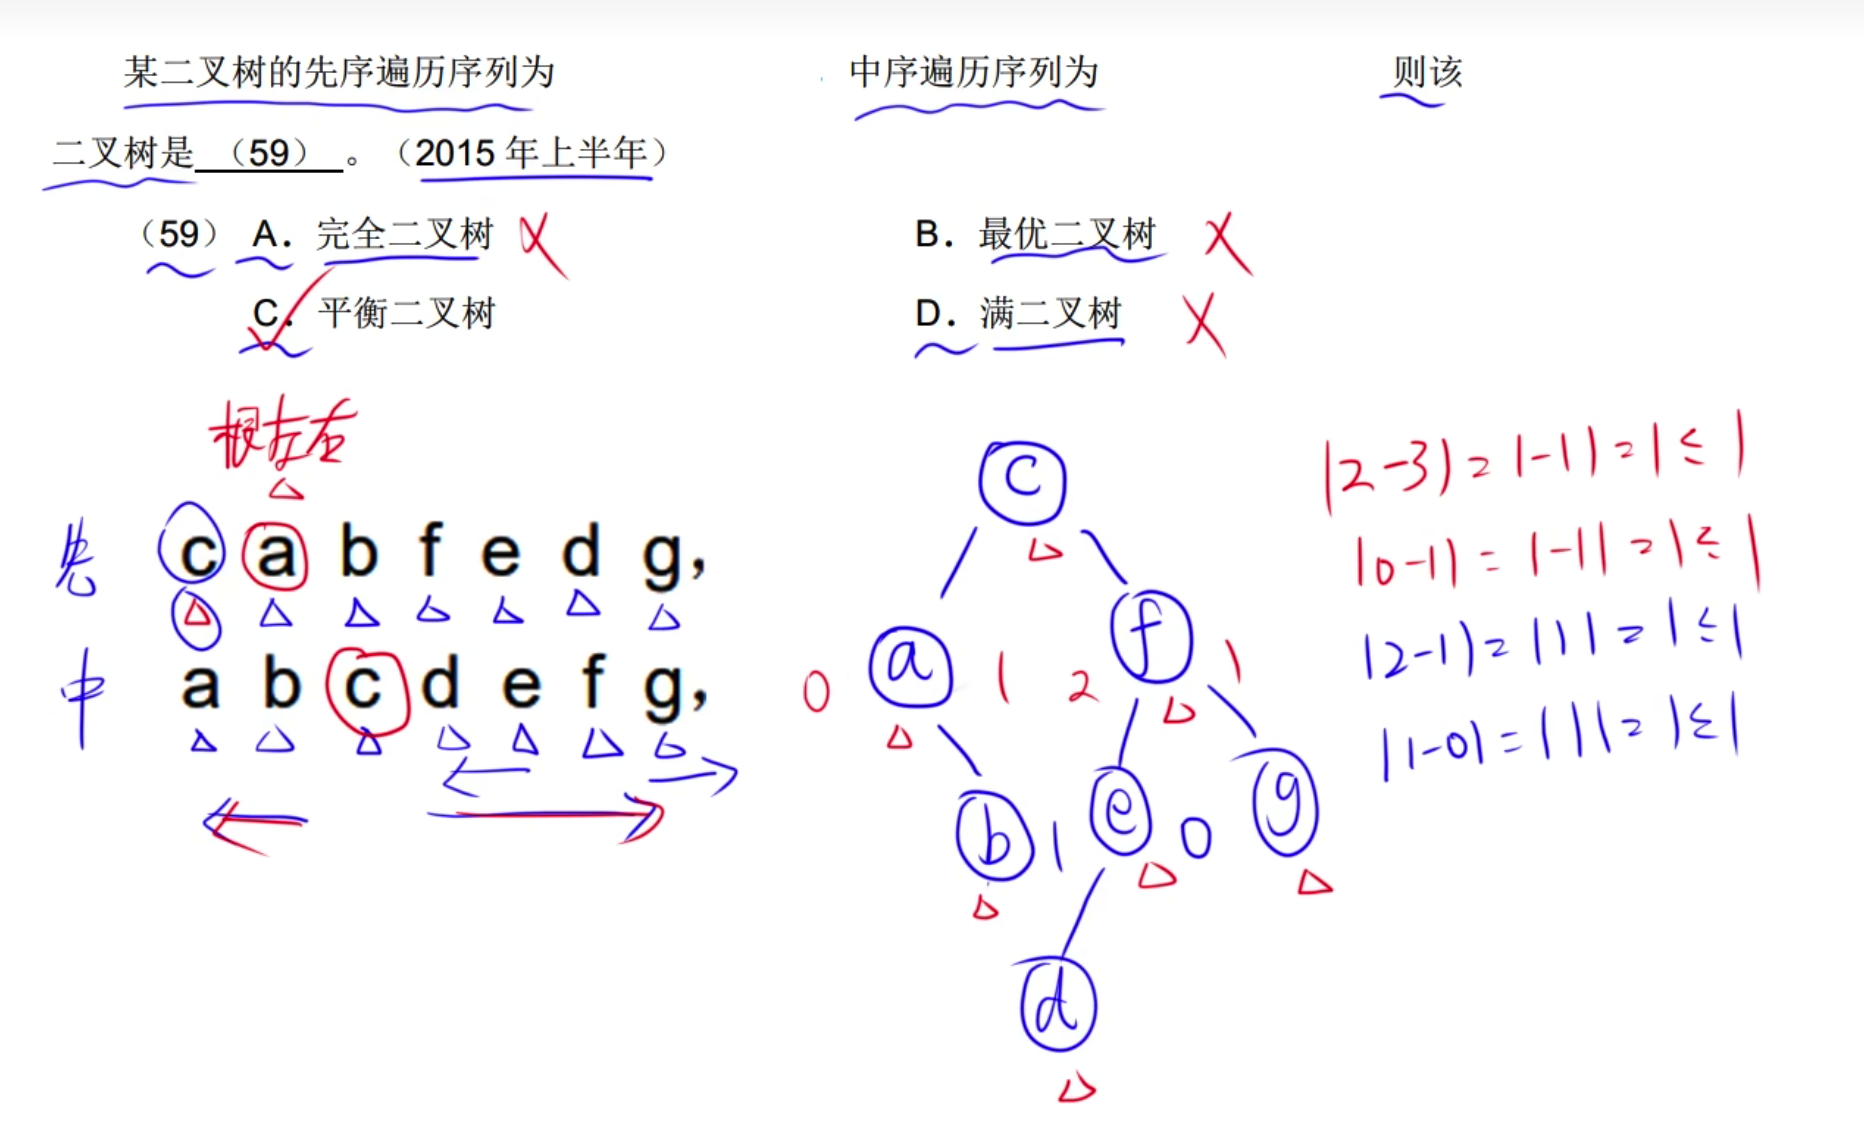 某二叉树的先序遍历序列为 中序遍历序列为 则该
二叉树是 （59） 。（2015 年上半年）
（59） A. 完全二叉树 B. 最优二叉树
C. 平衡二叉树 D. 满二叉树
根左右
先 c a b f e d g，
中 a b c d e f g，
c
a f
0 1 2 1
b e g
1 0
d
|2-3|=|-1|=1≤1
|0-1|=|-1|=1≤1
|2-1|=|1|=1≤1
|1-0|=|1|=1≤1